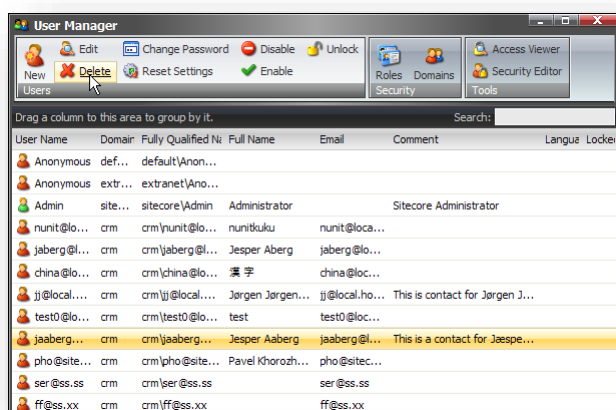 User Manager
New
Edit
Delete
Change Password
Reset Settings
Disable
Enable
Unlock
Users
Roles
Domains
Security
Access Viewer
Security Editor
Tools
Drag a column to this area to group by it. Search:
User Name Domain Fully Qualified Na Full Name Email Comment Langua Locke
Anonymous def... default\Anon...
Anonymous extr... extranet\Ano...
Admin site... sitecore\Admin Administrator Sitecore Administrator
nunit@lo... crm crm\nunit@lo... nunitkuku nunit@loca...
jaberg@l... crm crm\jaberg@l... Jesper Aberg jaberg@lo...
china@lo... crm crm\china@lo... 漢字 china@loc...
jj@local.... crm crm\jj@local.... Jørgen Jørgen... jj@local.ho... This is contact for Jørgen J...
test0@lo... crm crm\test0@lo... test test0@loc...
jaaberg... crm crm\jaaberg... Jesper Aaberg jaaberg@l... This is a contact for Jæspe...
pho@site... crm crm\pho@site... Pavel Khorozh... pho@sitec...
ser@ss.ss crm crm\ser@ss.ss ser@ss.ss
ff@ss.xx crm crm\ff@ss.xx ff@ss.xx